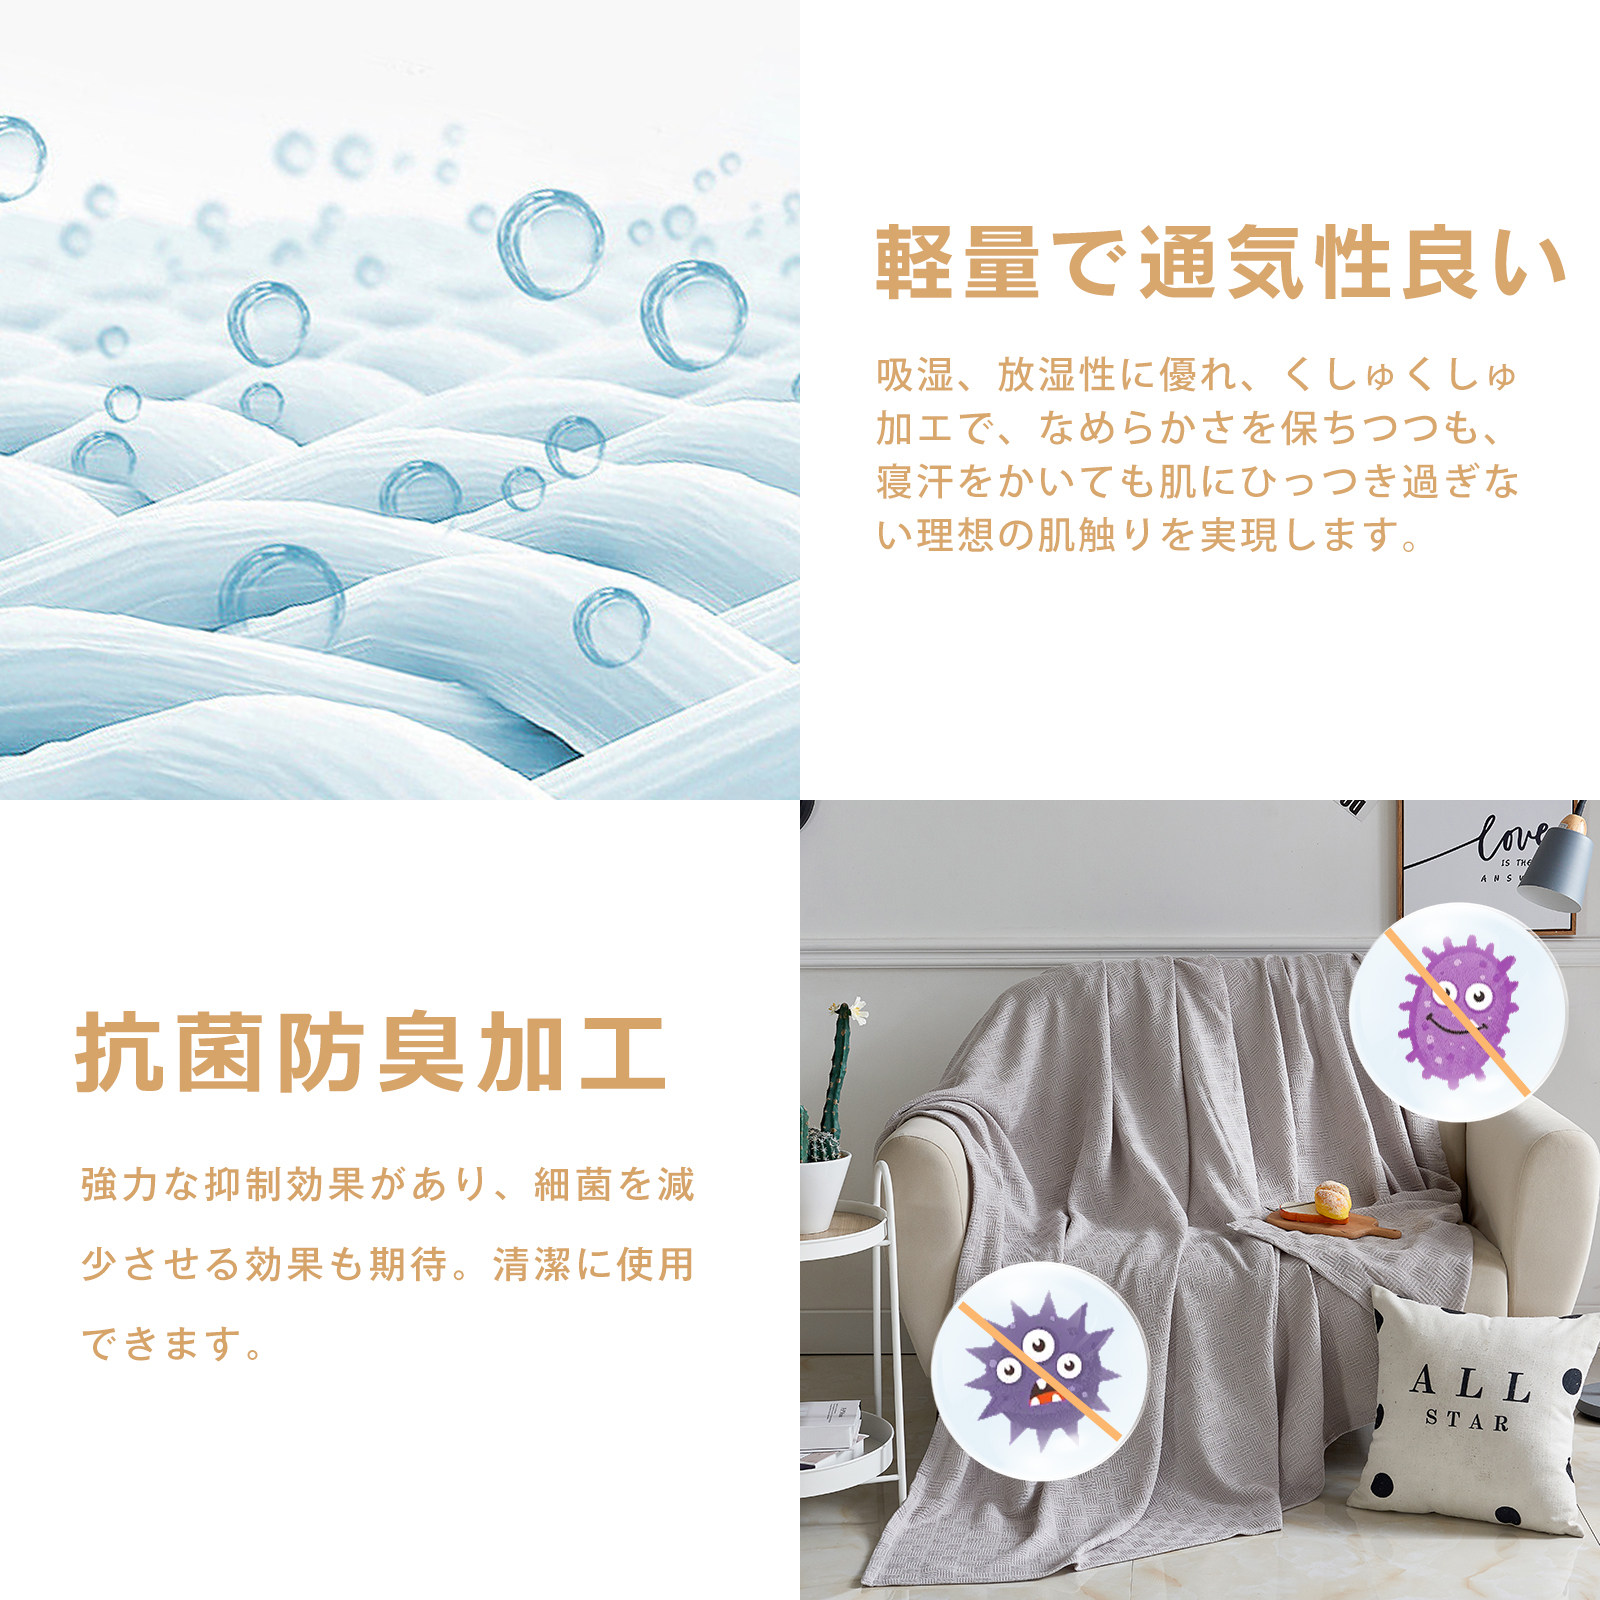 軽量で通気性良い
吸湿、放湿性に優れ、くしゅくしゅ
加工で、なめらかさを保ちつつも、
寝汗をかいても肌にひっつき過ぎな
い理想の肌触りを実現します。
抗菌防臭加工
強力な抑制効果があり、細菌を減
少させる効果も期待。清潔に使用
できます。
love
IS THE
ANS
ALL
STAR